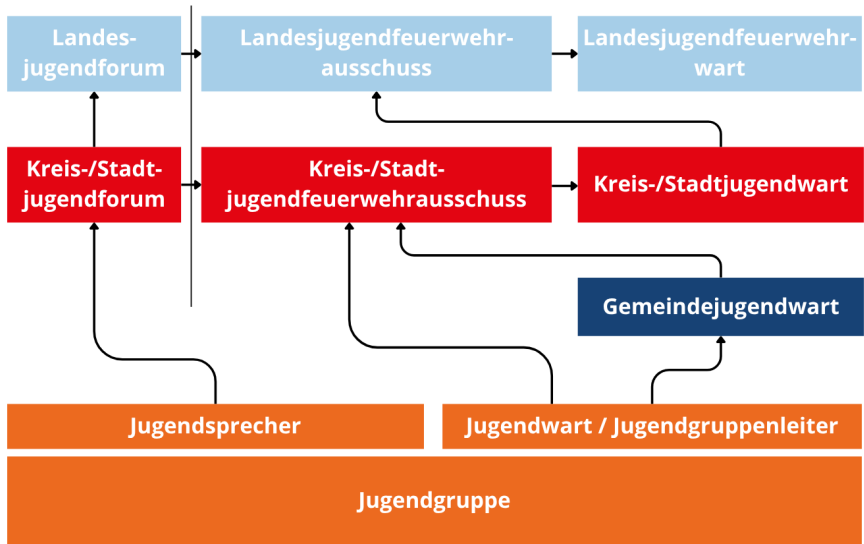 Landes-
jugendforum
Landesjugendfeuerwehr-
ausschuss
Landesjugendfeuerwehr-
wart
Kreis-/Stadt-
jugendforum
Kreis-/Stadt-
jugendfeuerwehrausschuss
Kreis-/Stadtjugendwart
Gemeindejugendwart
Jugendsprecher
Jugendwart / Jugendgruppenleiter
Jugendgruppe